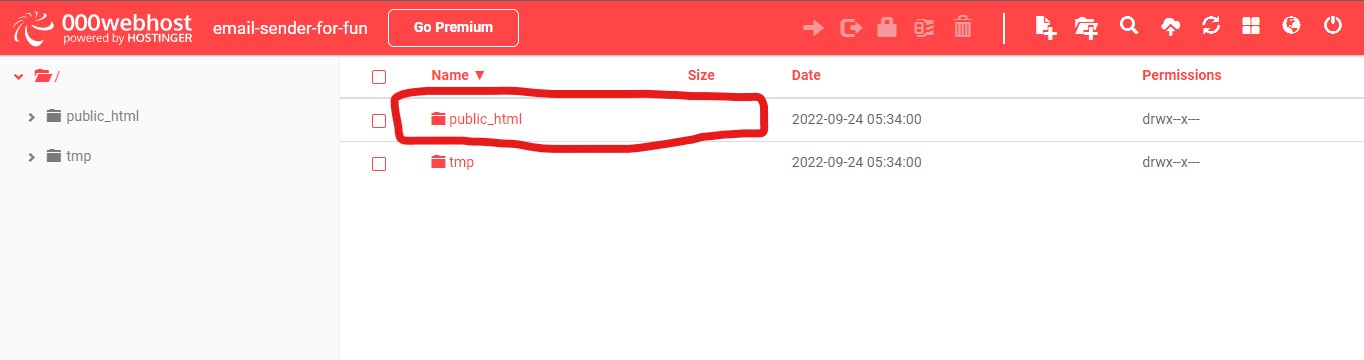 000webhost
powered by HOSTINGER
email-sender-for-fun
Go Premium
/
public_html
tmp
Name ▼ Size Date Permissions
public_html 2022-09-24 05:34:00 drwx--x---
tmp 2022-09-24 05:34:00 drwx--x---